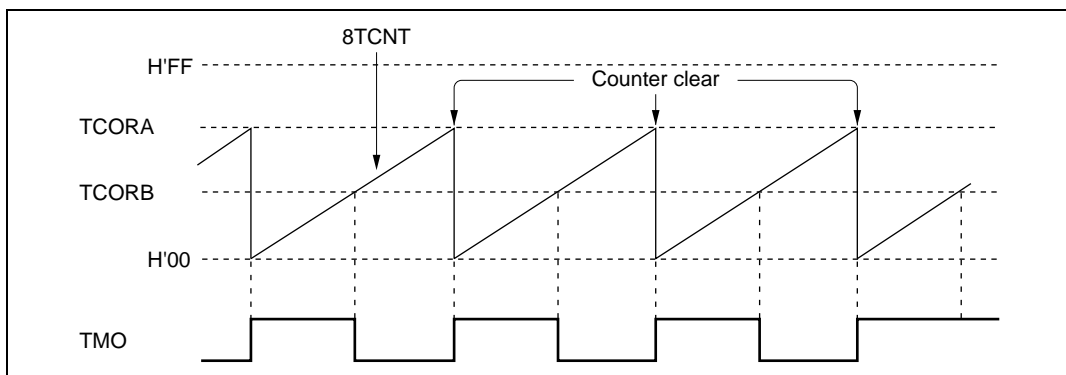 8TCNT
H'FF
Counter clear
TCORA
TCORB
H'00
TMO